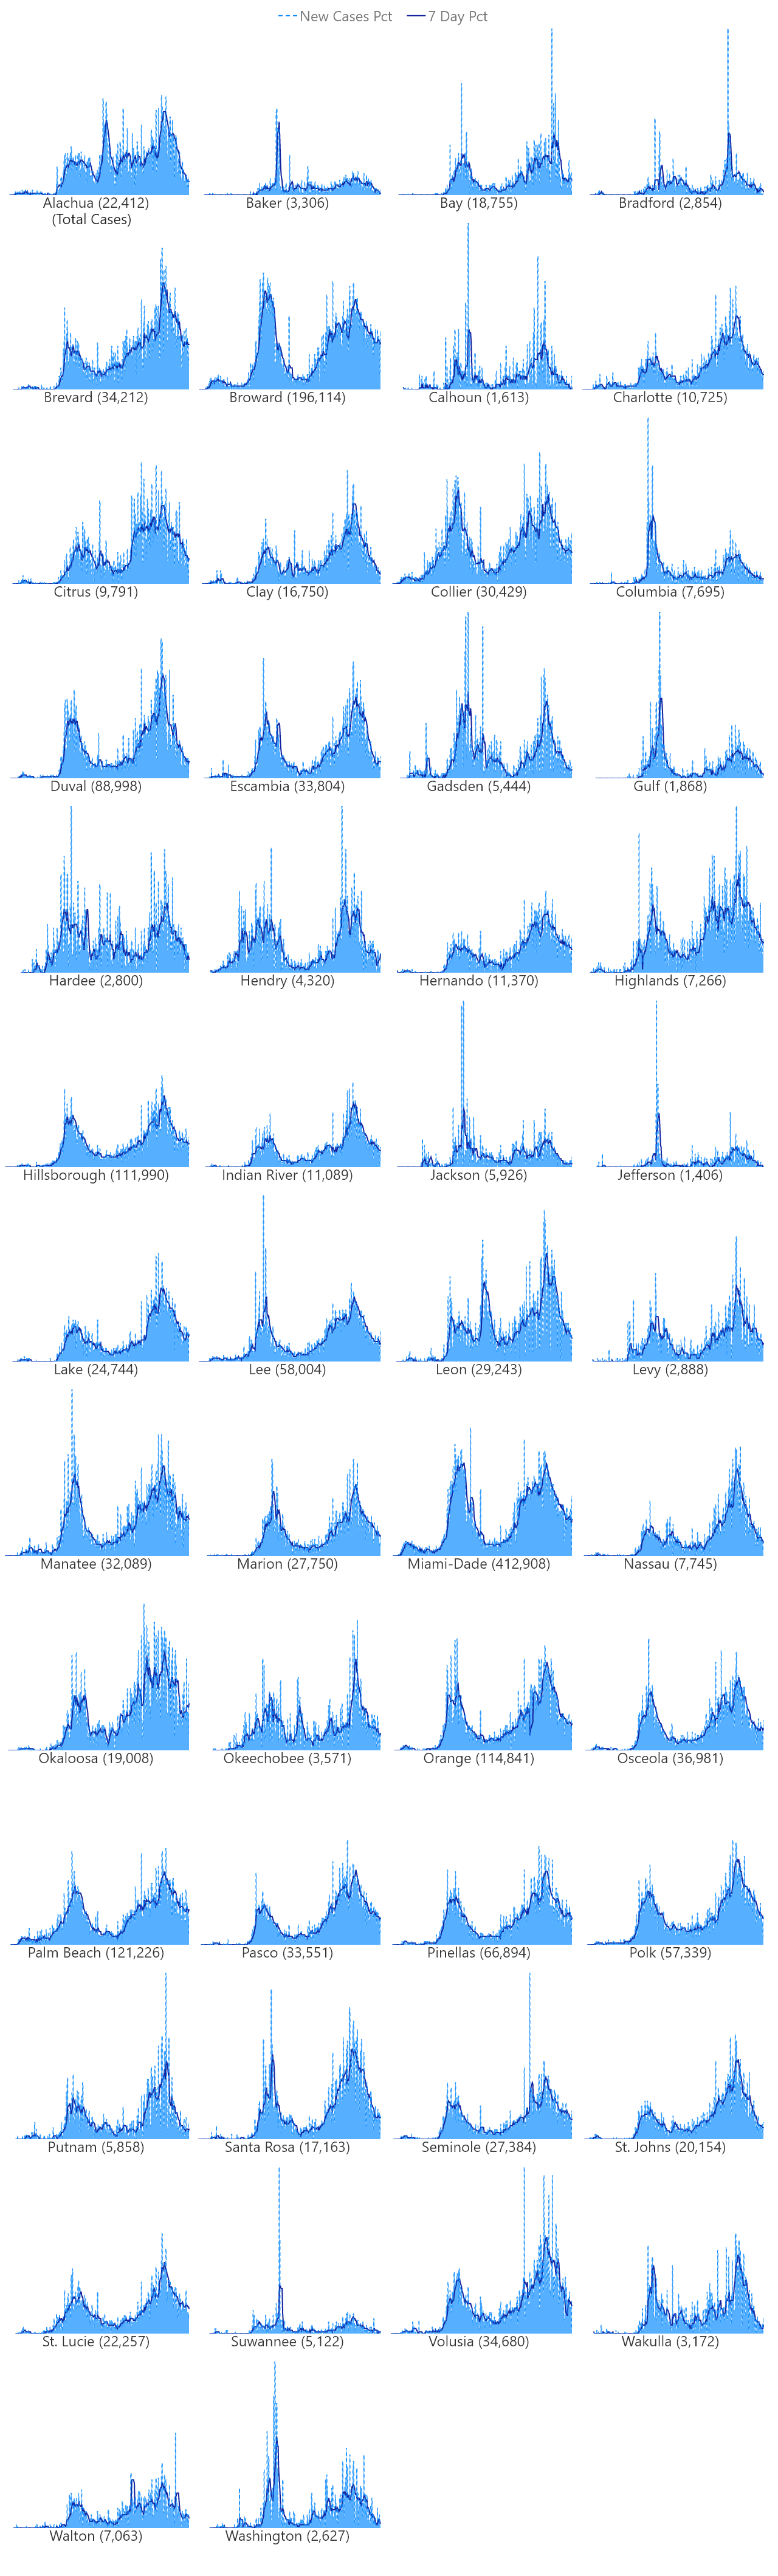 New Cases Pct 7 Day Pct
Alachua (22,412) Baker (3,306) Bay (18,755) Bradford (2,854)
(Total Cases)
Brevard (34,212) Broward (196,114) Calhoun (1,613) Charlotte (10,725)
Citrus (9,791) Clay (16,750) Collier (30,429) Columbia (7,695)
Duval (88,998) Escambia (33,804) Gadsden (5,444) Gulf (1,868)
Hardee (2,800) Hendry (4,320) Hernando (11,370) Highlands (7,266)
Hillsborough (111,990) Indian River (11,089) Jackson (5,926) Jefferson (1,406)
Lake (24,744) Lee (58,004) Leon (29,243) Levy (2,888)
Manatee (32,089) Marion (27,750) Miami-Dade (412,908) Nassau (7,745)
Okaloosa (19,008) Okeechobee (3,571) Orange (114,841) Osceola (36,981)
Palm Beach (121,226) Pasco (33,551) Pinellas (66,894) Polk (57,339)
Putnam (5,858) Santa Rosa (17,163) Seminole (27,384) St. Johns (20,154)
St. Lucie (22,257) Suwannee (5,122) Volusia (34,680) Wakulla (3,172)
Walton (7,063) Washington (2,627)